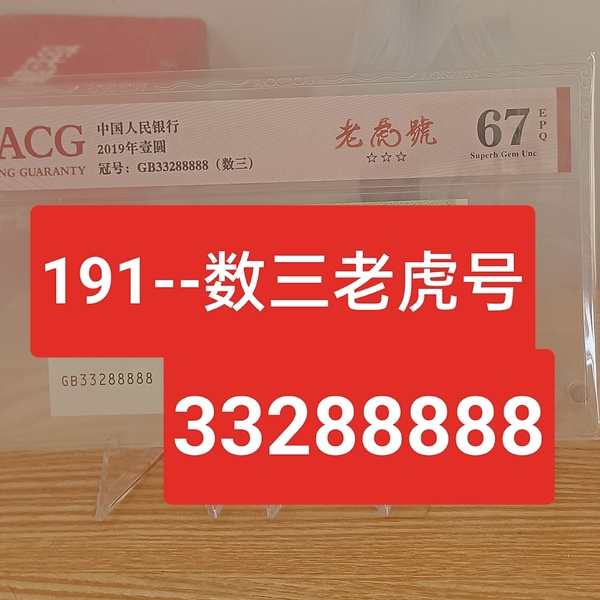 ACG
NG GUARANTY
中国人民银行
2019年壹圆
冠号：GB33288888（数三）
老虎號
☆☆☆
67
EPQ
Superb Gem Unc
191--数三老虎号
GB33288888
33288888